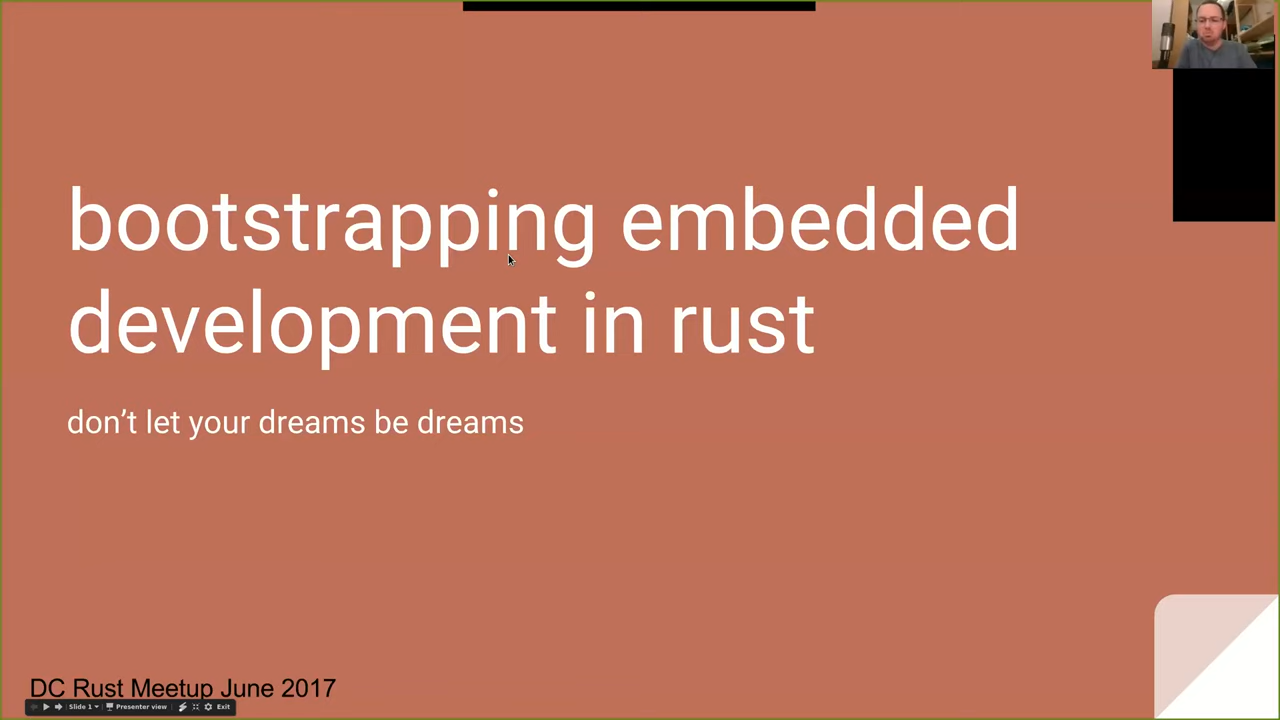 bootstrapping embedded
development in rust
don’t let your dreams be dreams
DC Rust Meetup June 2017
Slide 1 Presenter view Exit